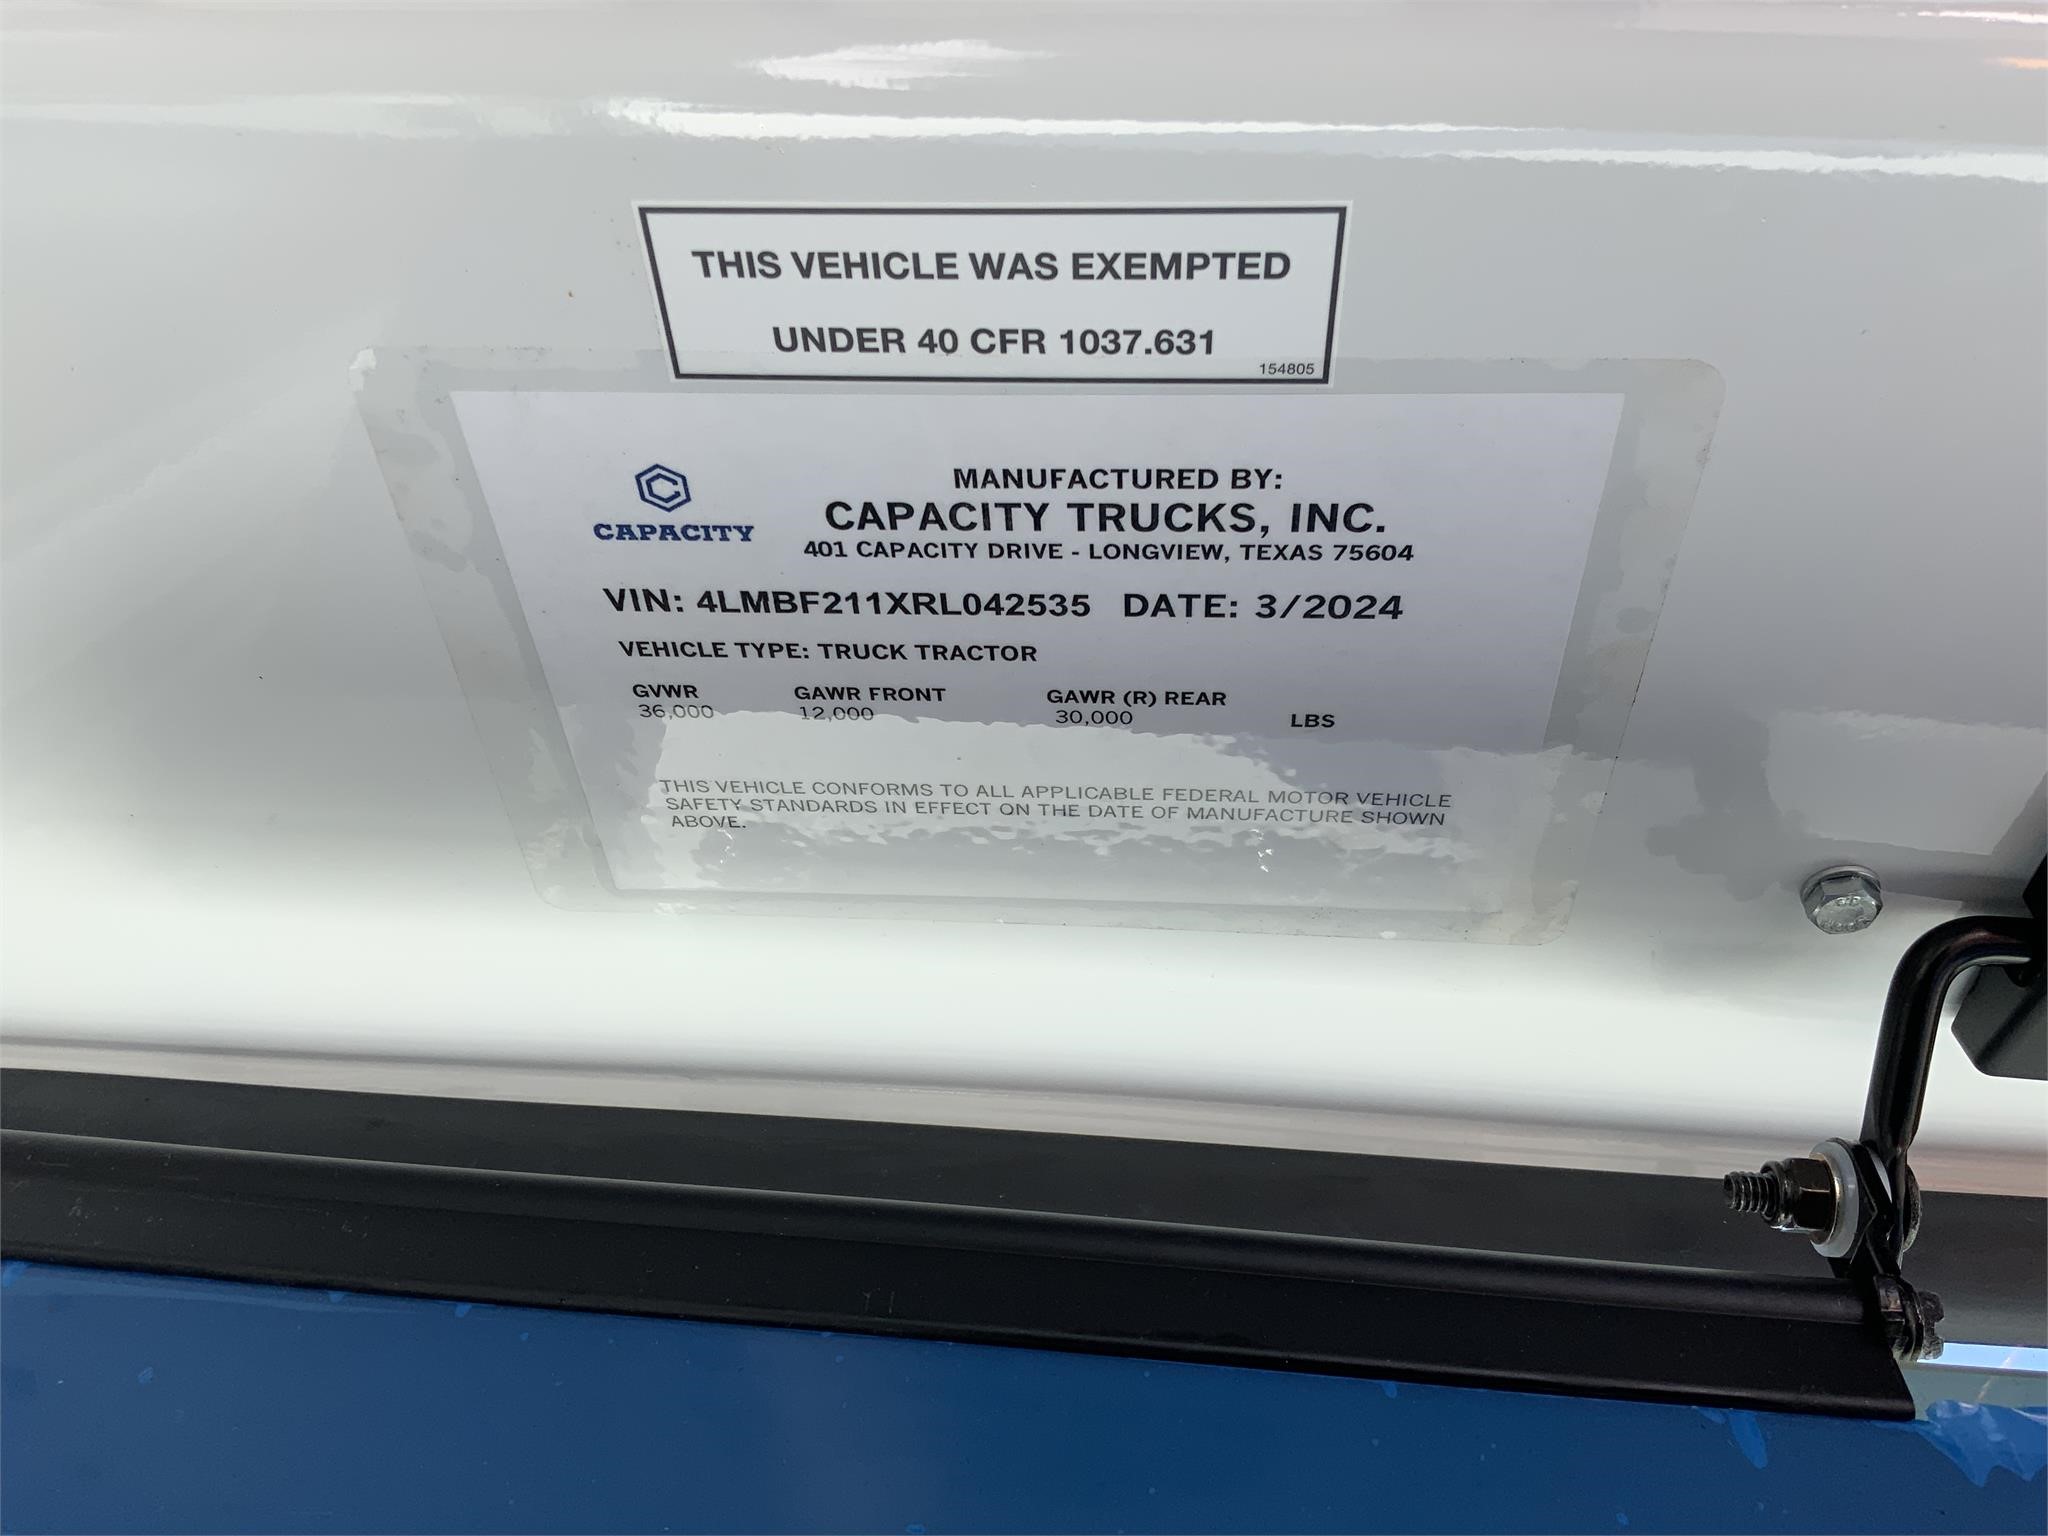 THIS VEHICLE WAS EXEMPTED
UNDER 40 CFR 1037.631
154805
CAPACITY
MANUFACTURED BY:
CAPACITY TRUCKS, INC.
401 CAPACITY DRIVE - LONGVIEW, TEXAS 75604
VIN: 4LMBF211XRL042535 DATE: 3/2024
VEHICLE TYPE: TRUCK TRACTOR
GVWR GAWR FRONT GAWR (R) REAR
36,000 12,000 30,000 LBS
THIS VEHICLE CONFORMS TO ALL APPLICABLE FEDERAL MOTOR VEHICLE
SAFETY STANDARDS IN EFFECT ON THE DATE OF MANUFACTURE SHOWN
ABOVE.